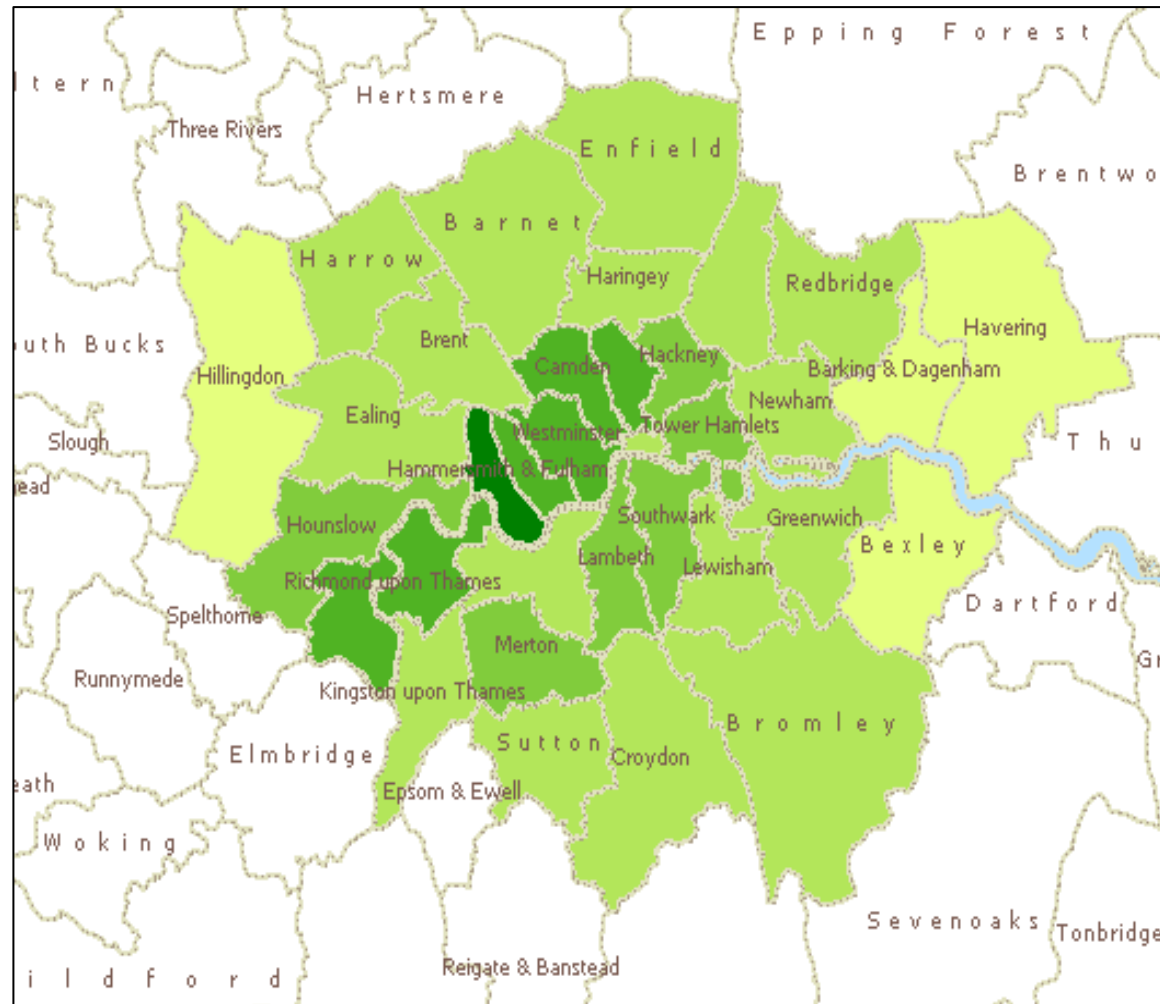 Epping Forest
ltern
Hertsmere
Three Rivers
Enfield
Brentwo
Barnet
Harrow
Haringey
Redbridge
Havering
outh Bucks
Brent
Hackney
Camden
Hillingdon
Barking & Dagenham
Newham
Ealing
Tower Hamlets
Westminster
Slough
Thu
Hammersmith & Fulham
Southwark
Greenwich
Hounslow
Bexley
Lambeth
Lewisham
Richmond upon Thames
Dartford
Spelthorne
Merton
Gr
Runnymede
Kingston upon Thames
Bromley
Elmbridge
Sutton
Croydon
eath
Epsom & Ewell
Woking
Sevenoaks
Tonbridge
Reigate & Banstead
ildford